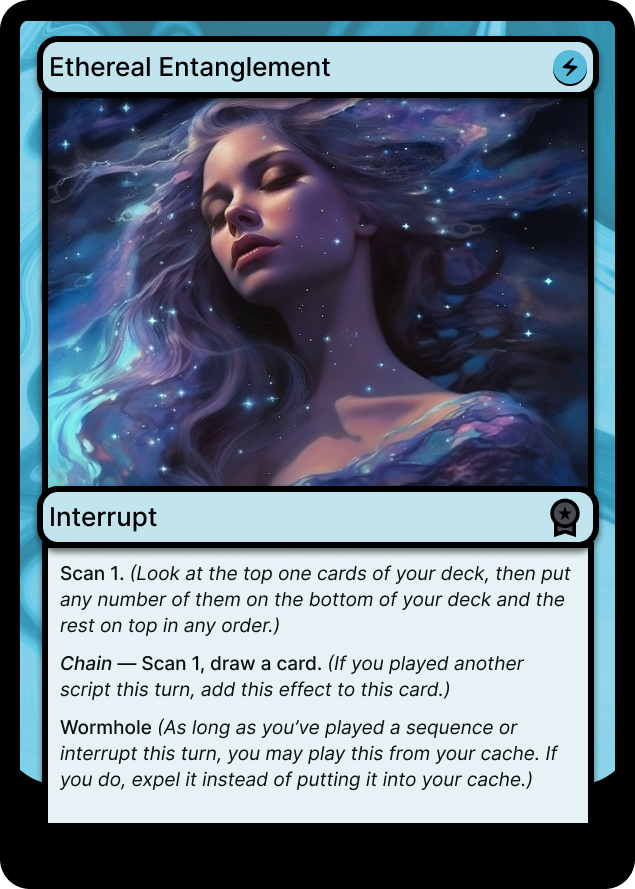 Ethereal Entanglement
Interrupt
Scan 1. (Look at the top one cards of your deck, then put
any number of them on the bottom of your deck and the
rest on top in any order.)
Chain — Scan 1, draw a card. (If you played another
script this turn, add this effect to this card.)
Wormhole (As long as you’ve played a sequence or
interrupt this turn, you may play this from your cache. If
you do, expel it instead of putting it into your cache.)